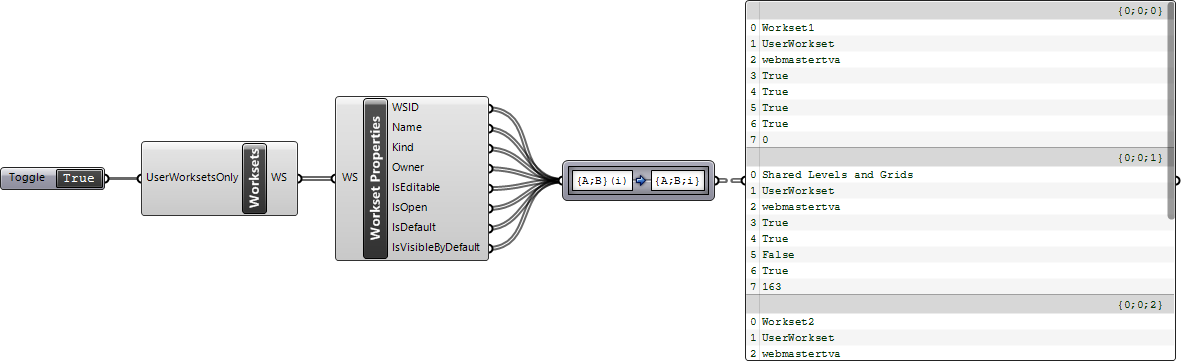 Toggle True
UserWorksetsOnly Worksets WS
WS Workset Properties
WSID
Name
Kind
Owner
IsEditable
IsOpen
IsDefault
IsVisibleByDefault
{A;B}(i) {A;B;i}
{0;0;0}
0 Workset1
1 UserWorkset
2 webmastertva
3 True
4 True
5 True
6 True
7 0
{0;0;1}
0 Shared Levels and Grids
1 UserWorkset
2 webmastertva
3 True
4 True
5 False
6 True
7 163
{0;0;2}
0 Workset2
1 UserWorkset
2 webmastertva